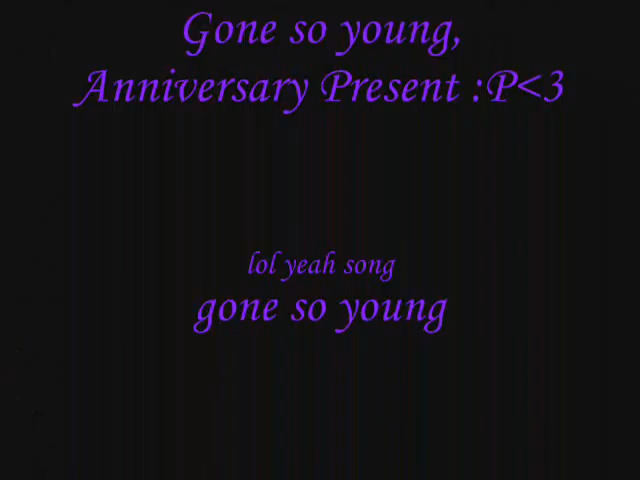 Gone so young,
Anniversary Present :P<3
lol yeah song
gone so young